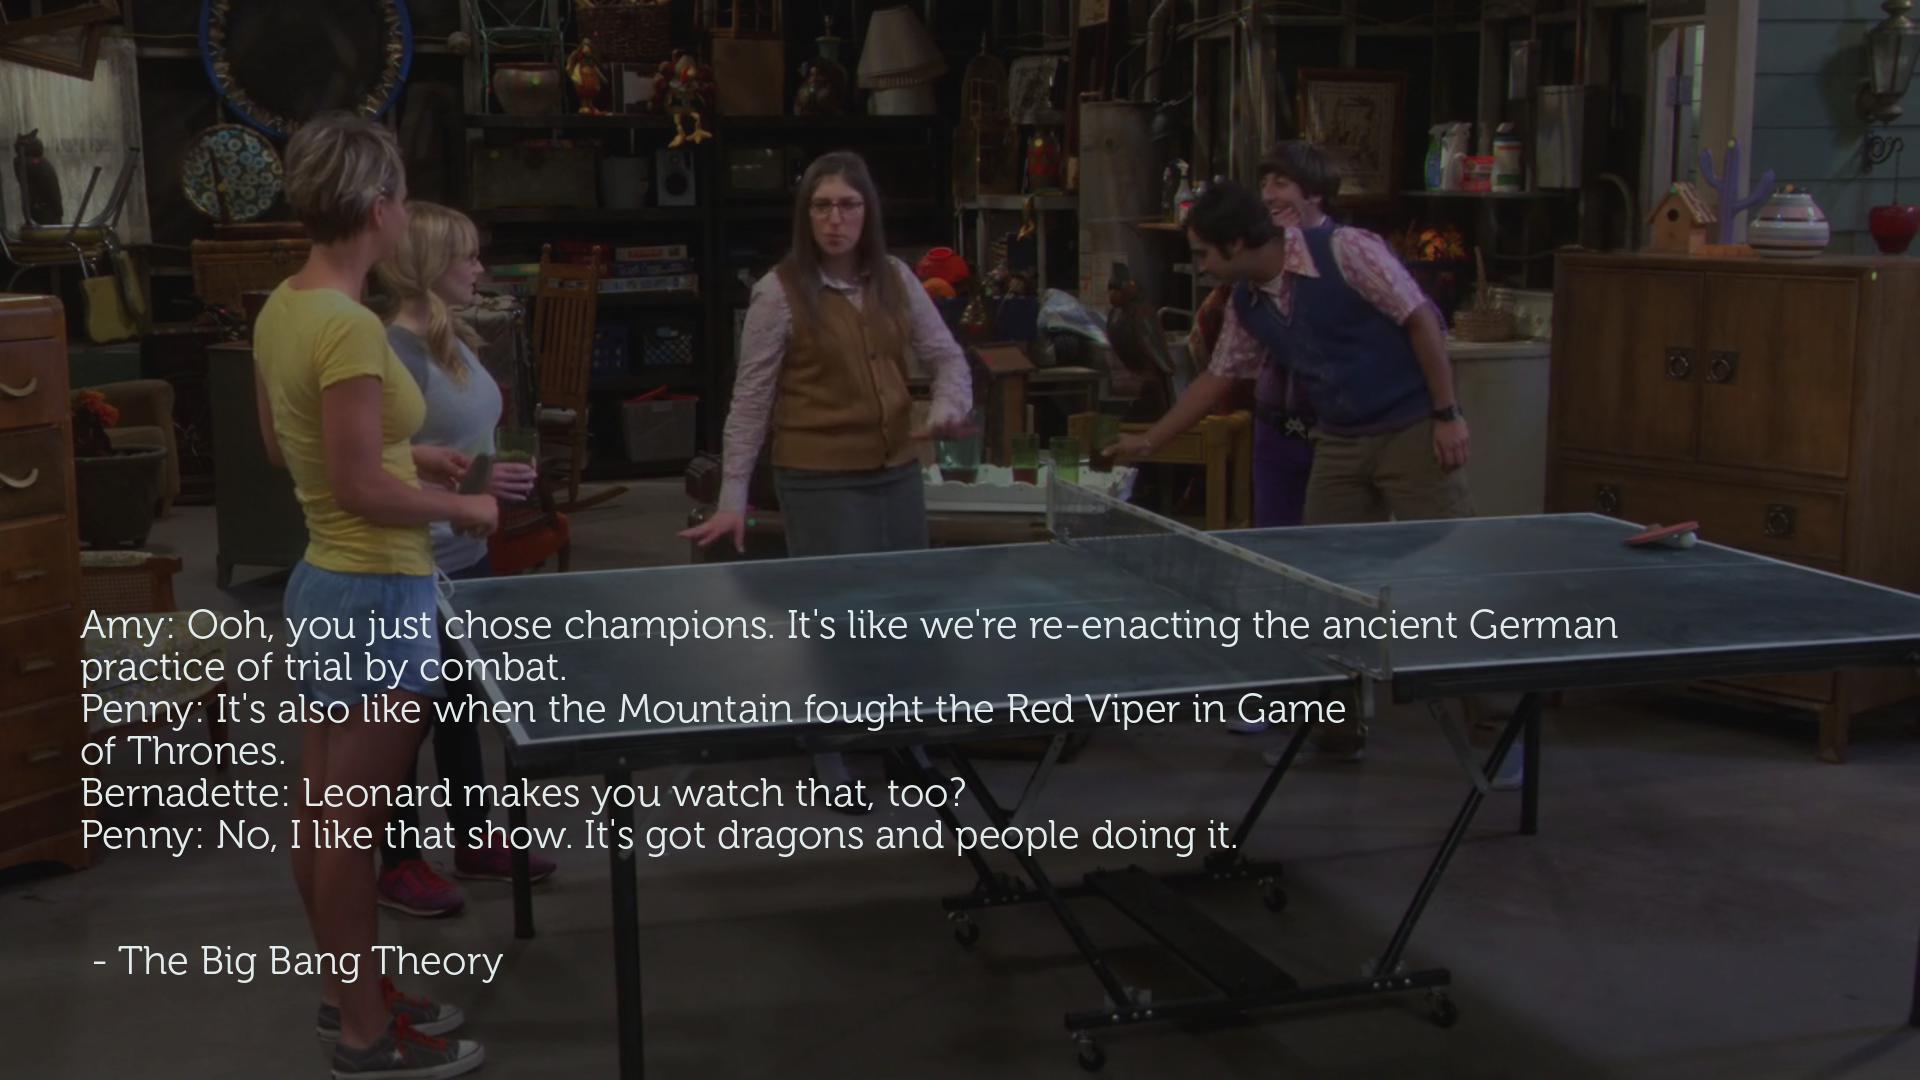 Amy: Ooh, you just chose champions. It's like we're re-enacting the ancient German
practice of trial by combat.
Penny: It's also like when the Mountain fought the Red Viper in Game
of Thrones.
Bernadette: Leonard makes you watch that, too?
Penny: No, I like that show. It's got dragons and people doing it.
- The Big Bang Theory